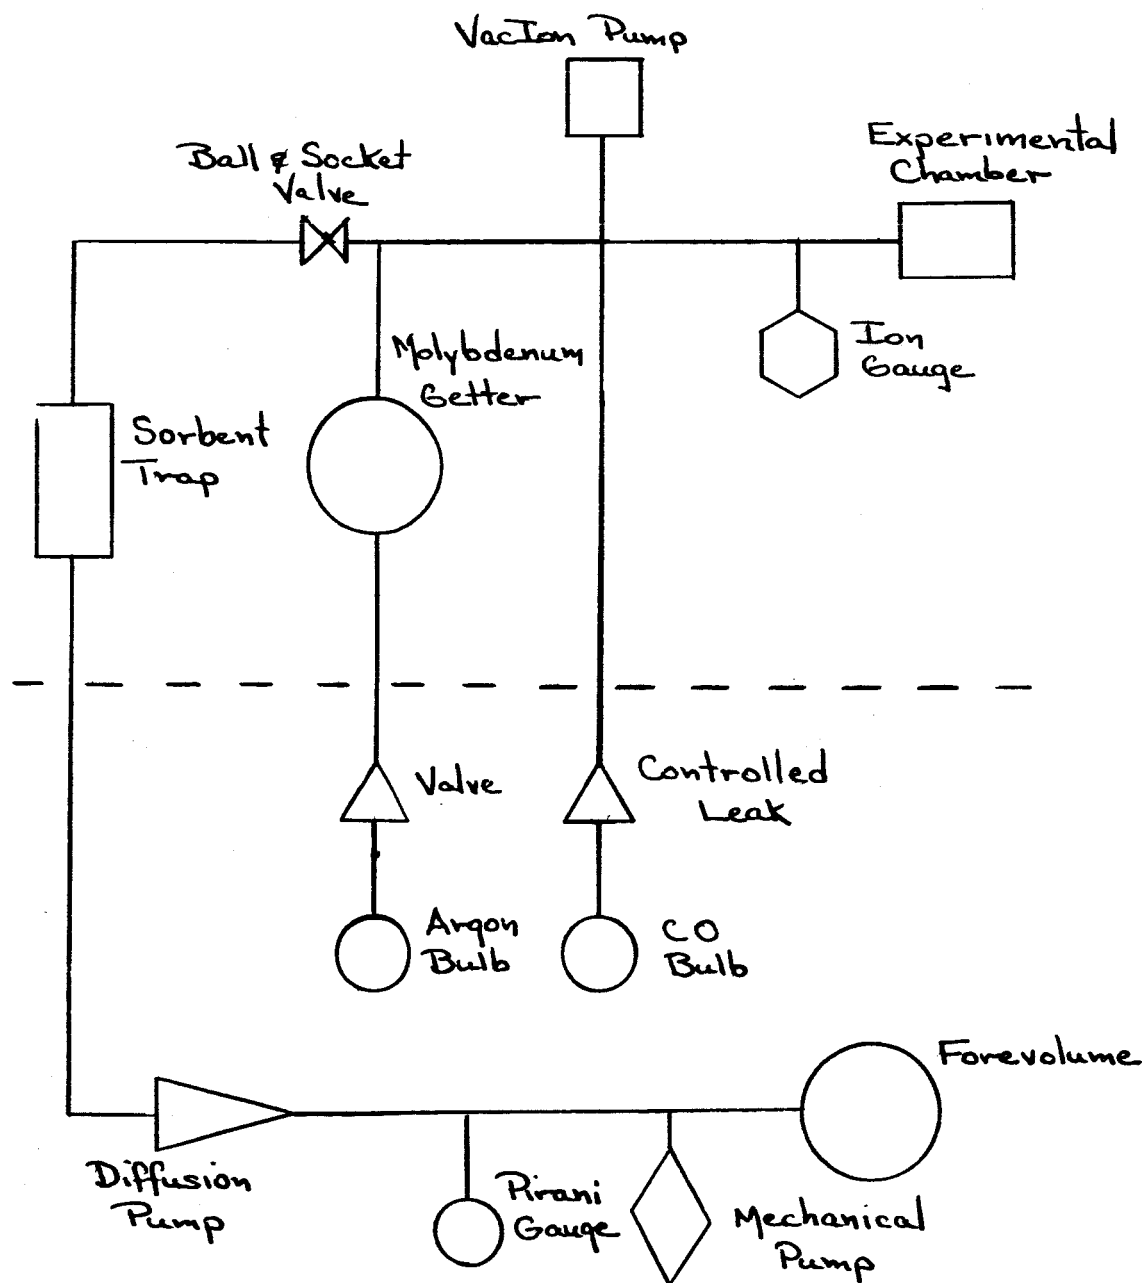 VacIon Pump
Ball & Socket
Valve
Experimental
Chamber
Molybdenum
Getter
Ion
Gauge
Sorbent
Trap
Valve
Controlled
Leak
Argon
Bulb
CO
Bulb
Forevolume
Diffusion
Pump
Pirani
Gauge
Mechanical
Pump